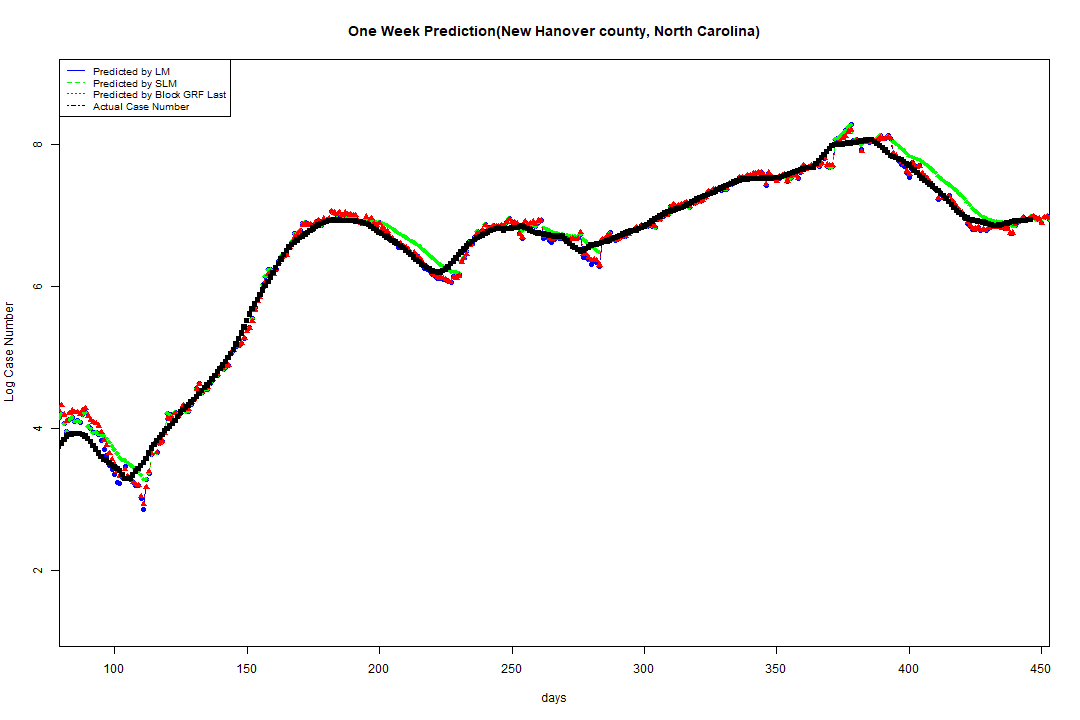 One Week Prediction(New Hanover county, North Carolina)
Predicted by LM
Predicted by SLM
Predicted by Block GRF Last
Actual Case Number
Log Case Number
8
6
4
2
100 150 200 250 300 350 400 450
days